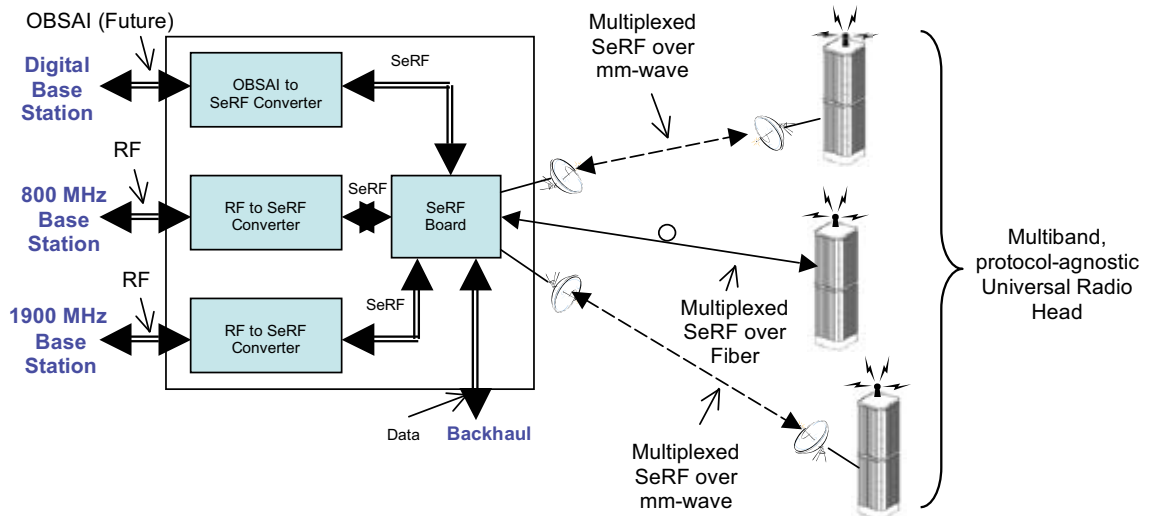 OBSAI (Future)
Digital
Base
Station
OBSAI to
SeRF Converter
SeRF
RF
800 MHz
Base
Station
RF to SeRF
Converter
SeRF
SeRF
Board
RF
1900 MHz
Base
Station
RF to SeRF
Converter
SeRF
Data
Backhaul
Multiplexed
SeRF over
mm-wave
Multiplexed
SeRF over
Fiber
Multiplexed
SeRF over
mm-wave
Multiband,
protocol-agnostic
Universal Radio
Head